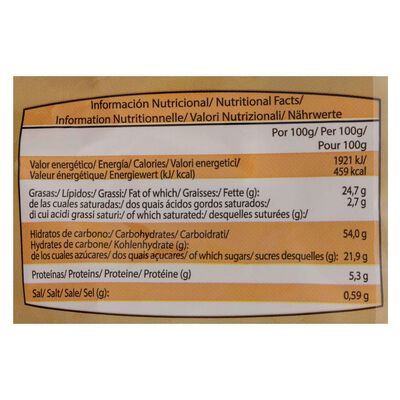 Información Nutricional/ Nutritional Facts/
Information Nutritionnelle/ Valori Nutrizionali/ Nährwerte
Por 100g/ Per 100g/
Pour 100g
Valor energético/ Energía/ Calories/ Valori energetici/ 1921 kJ/
Valeur énergétique/ Energiewert (kJ/ kcal) 459 kcal
Grasas:/ Lípidos:/ Grassi:/ Fat of which/ Graisses:/ Fette (g): 24,7 g
de las cuales saturadas:/ dos quais ácidos gordos saturados:/ 2,7 g
di cui acidi grassi saturi:/ of which saturated:/ desquelles saturées (g):/
Hidratos de carbono:/ Carbohydrates/ Carboidrati/ 54,0 g
Hydrates de carbone/ Kohlenhydrate (g):
de los cuales azúcares/ dos quais açucares/ of which sugars/ sucres desquelles (g): 21,9 g
Proteínas/ Proteins/ Proteine/ Protéine (g) 5,3 g
Sal/ Salt/ Sale/ Sel (g): 0,59 g